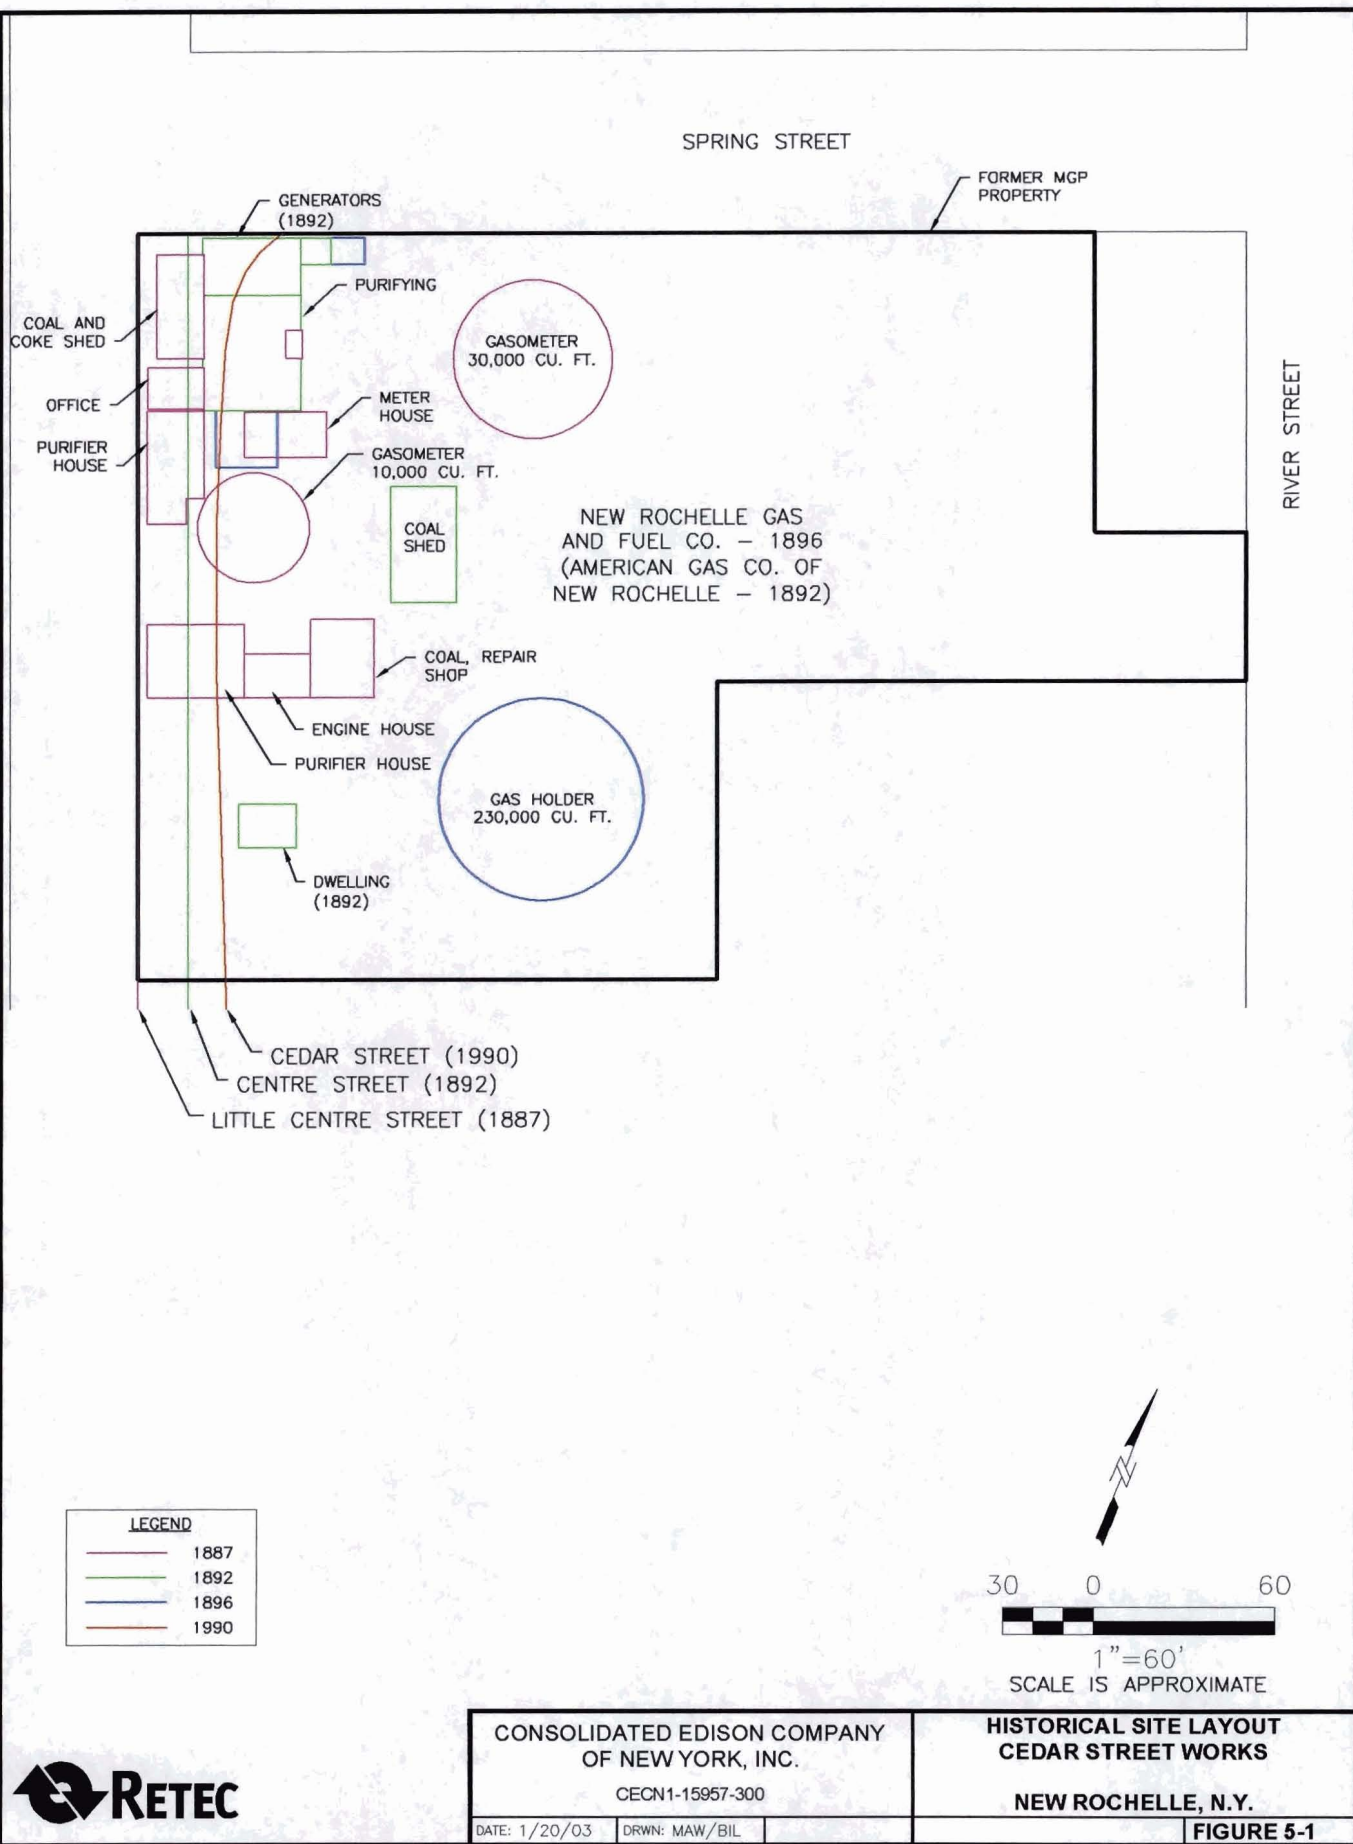 SPRING STREET
FORMER MGP
PROPERTY
GENERATORS
(1892)
PURIFYING
COAL AND
COKE SHED
GASOMETER
30,000 CU. FT.
OFFICE
METER
HOUSE
RIVER STREET
PURIFIER
HOUSE
GASOMETER
10,000 CU. FT.
COAL
SHED
NEW ROCHELLE GAS
AND FUEL CO. – 1896
(AMERICAN GAS CO. OF
NEW ROCHELLE – 1892)
COAL, REPAIR
SHOP
ENGINE HOUSE
PURIFIER HOUSE
GAS HOLDER
230,000 CU. FT.
DWELLING
(1892)
CEDAR STREET (1990)
CENTRE STREET (1892)
LITTLE CENTRE STREET (1887)
N
LEGEND
1887
1892
1896
1990
30 0 60
1"=60'
SCALE IS APPROXIMATE
RETEC
CONSOLIDATED EDISON COMPANY
OF NEW YORK, INC.
CECN1-15957-300
DATE: 1/20/03 DRWN: MAW/BIL
HISTORICAL SITE LAYOUT
CEDAR STREET WORKS
NEW ROCHELLE, N.Y.
FIGURE 5-1